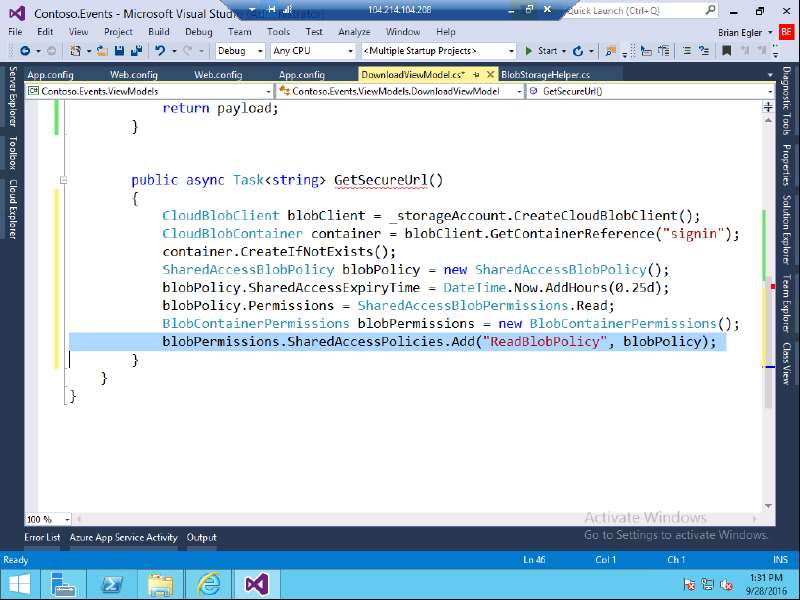 Contoso.Events - Microsoft Visual Stud
104.214.104.208
Quick Launch (Ctrl+Q)
File Edit View Project Build Debug Team Tools Test Analyze Window Help
Brian Egler BE
Debug Any CPU <Multiple Startup Projects> Start
App.config Web.config Web.config App.config DownloadViewModel.cs* BlobStorageHelper.cs
Contoso.Events.ViewModels Contoso.Events.ViewModels.DownloadViewModel GetSecureUrl()
Server Explorer
Toolbox
Cloud Explorer
return payload;
}
public async Task<string> GetSecureUrl()
{
CloudBlobClient blobClient = _storageAccount.CreateCloudBlobClient();
CloudBlobContainer container = blobClient.GetContainerReference("signin");
container.CreateIfNotExists();
SharedAccessBlobPolicy blobPolicy = new SharedAccessBlobPolicy();
blobPolicy.SharedAccessExpiryTime = DateTime.Now.AddHours(0.25d);
blobPolicy.Permissions = SharedAccessBlobPermissions.Read;
BlobContainerPermissions blobPermissions = new BlobContainerPermissions();
blobPermissions.SharedAccessPolicies.Add("ReadBlobPolicy", blobPolicy);
}
}
}
Diagnostic Tools
Properties
Solution Explorer
Team Explorer
Class View
100 %
Activate Windows
Go to Settings to activate Windows.
Error List Azure App Service Activity Output
Ready Ln 46 Col 1 Ch 1 INS
1:31 PM
9/28/2016